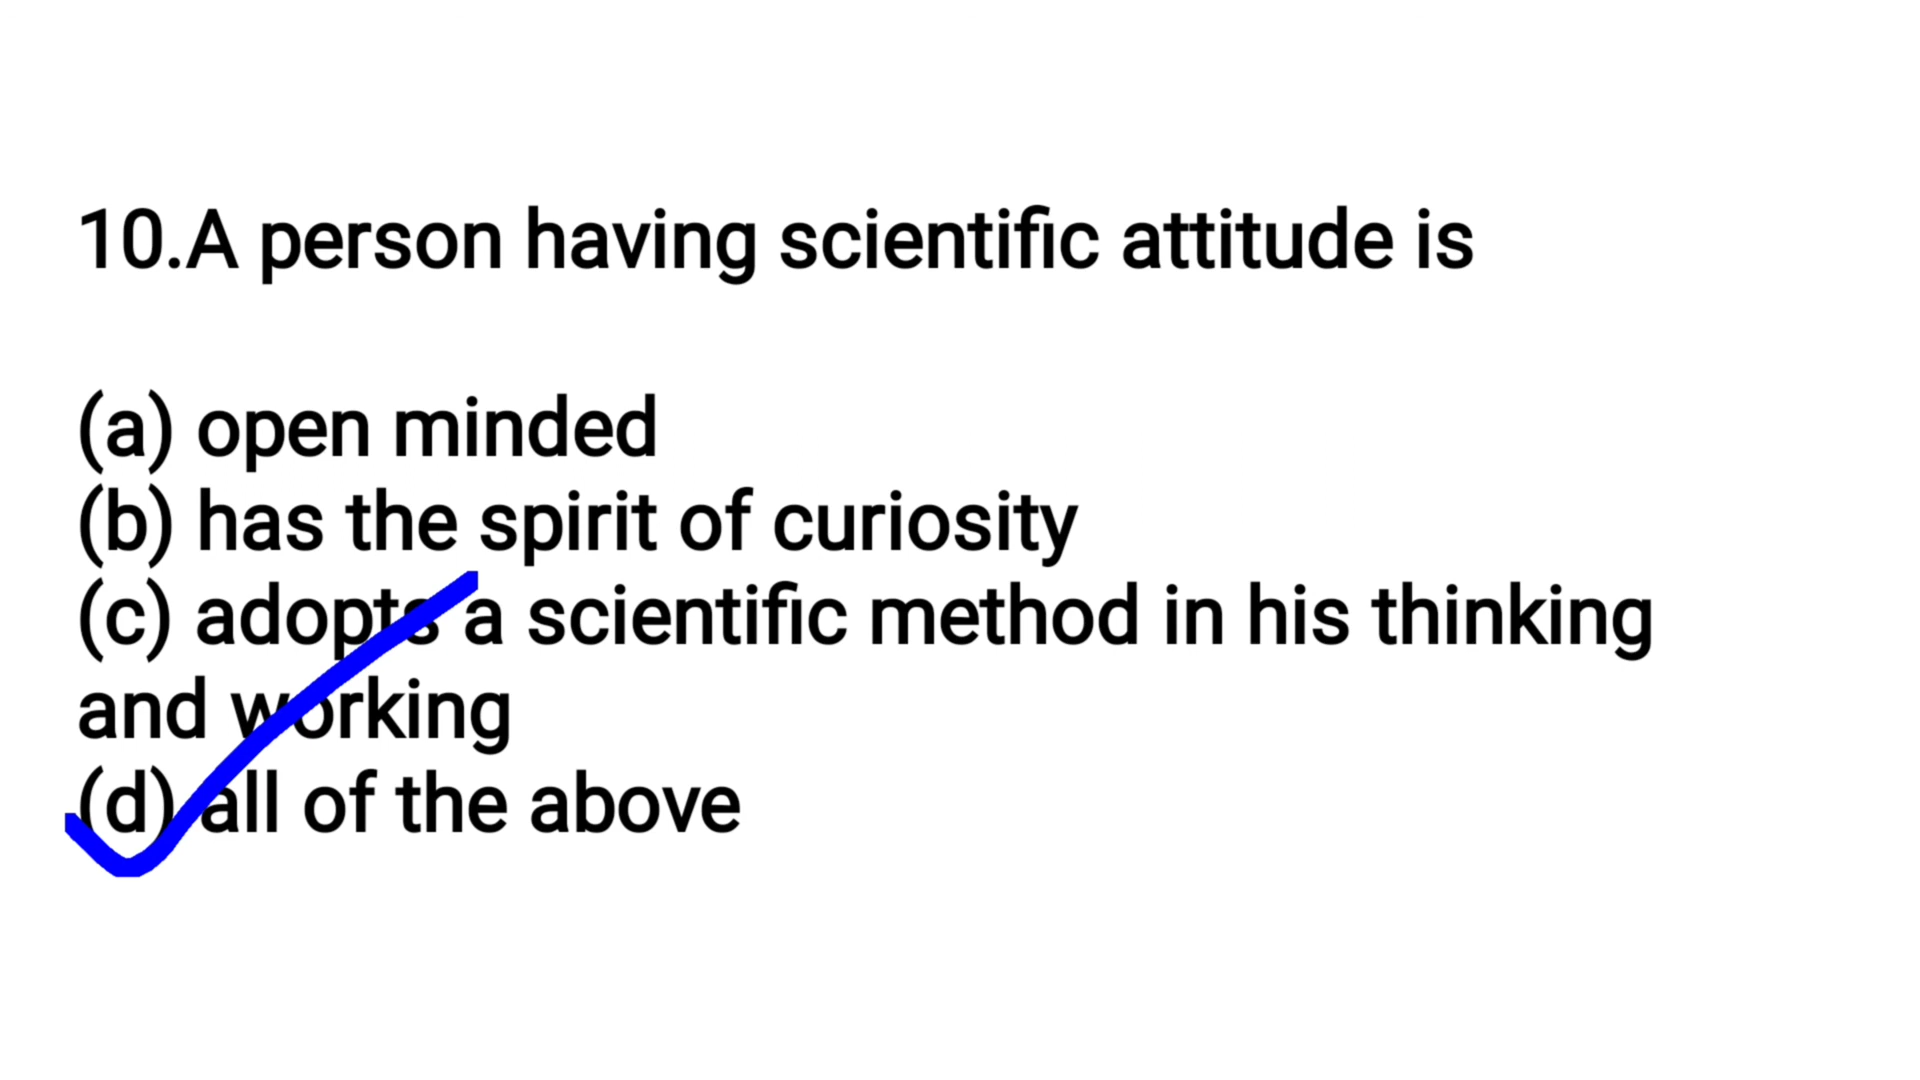 10.A person having scientific attitude is
(a) open minded
(b) has the spirit of curiosity
(c) adopts a scientific method in his thinking
and working
(d) all of the above